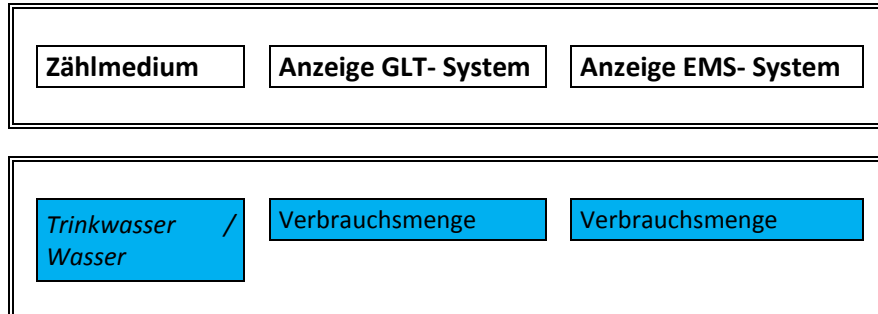 Zählmedium Anzeige GLT- System Anzeige EMS- System
Trinkwasser / Verbrauchsmenge Verbrauchsmenge
Wasser